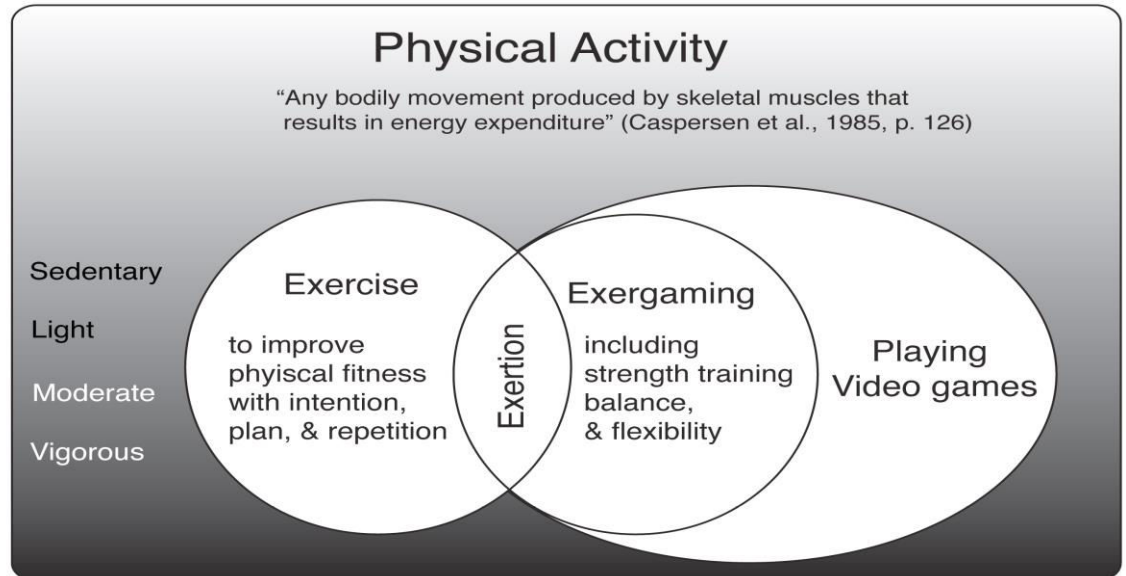 Physical Activity
“Any bodily movement produced by skeletal muscles that
results in energy expenditure” (Caspersen et al., 1985, p. 126)
Sedentary
Light
Moderate
Vigorous
Exercise
to improve
phyiscal fitness
with intention,
plan, & repetition
Exertion
Exergaming
including
strength training
balance,
& flexibility
Playing
Video games